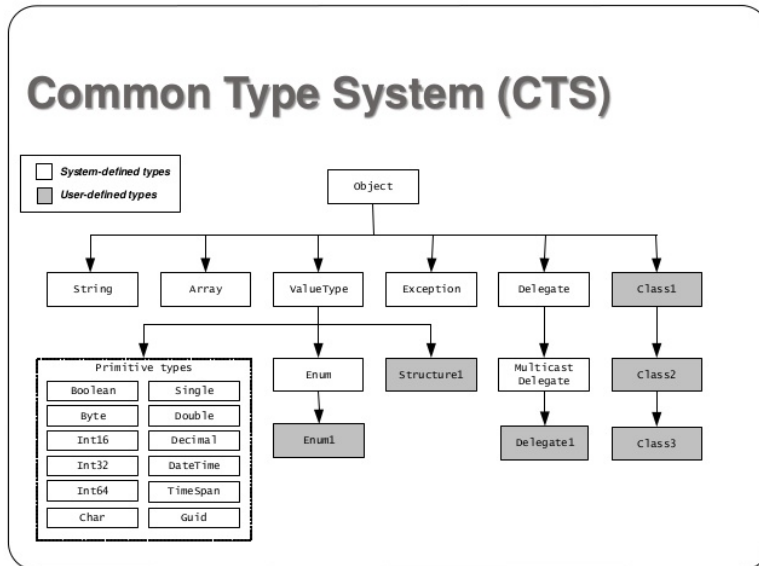 Common Type System (CTS)
System-defined types
User-defined types
Object
String
Array
ValueType
Exception
Delegate
Class1
Primitive types
Boolean
Single
Byte
Double
Int16
Decimal
Int32
DateTime
Int64
TimeSpan
Char
Guid
Enum
Structure1
Multicast
Delegate
Class2
Enum1
Delegate1
Class3